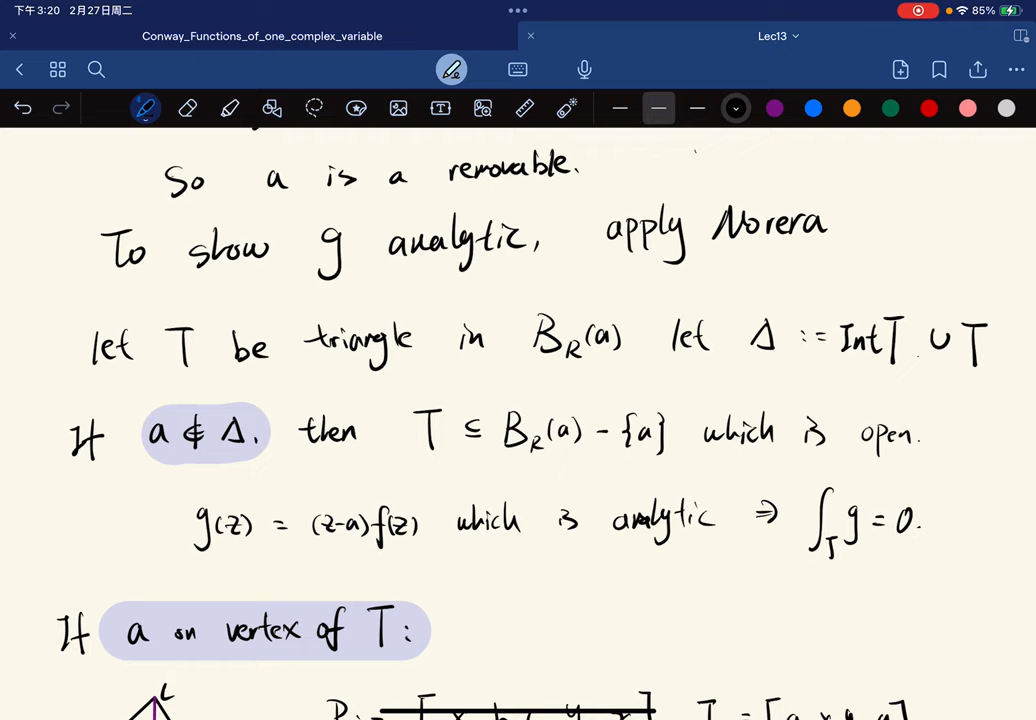 下午3:20 2月27日周二
85%
Conway_Functions_of_one_complex_variable
Lec13
So a is a removable.
To show g analytic, apply Morera
let T be triangle in B_R(a) let Δ := Int T ∪ T
If a ∉ Δ, then T ⊆ B_R(a) - {a} which is open.
g(z) = (z-a)f(z) which is analytic ⇒ ∫_T g = 0.
If a on vertex of T: